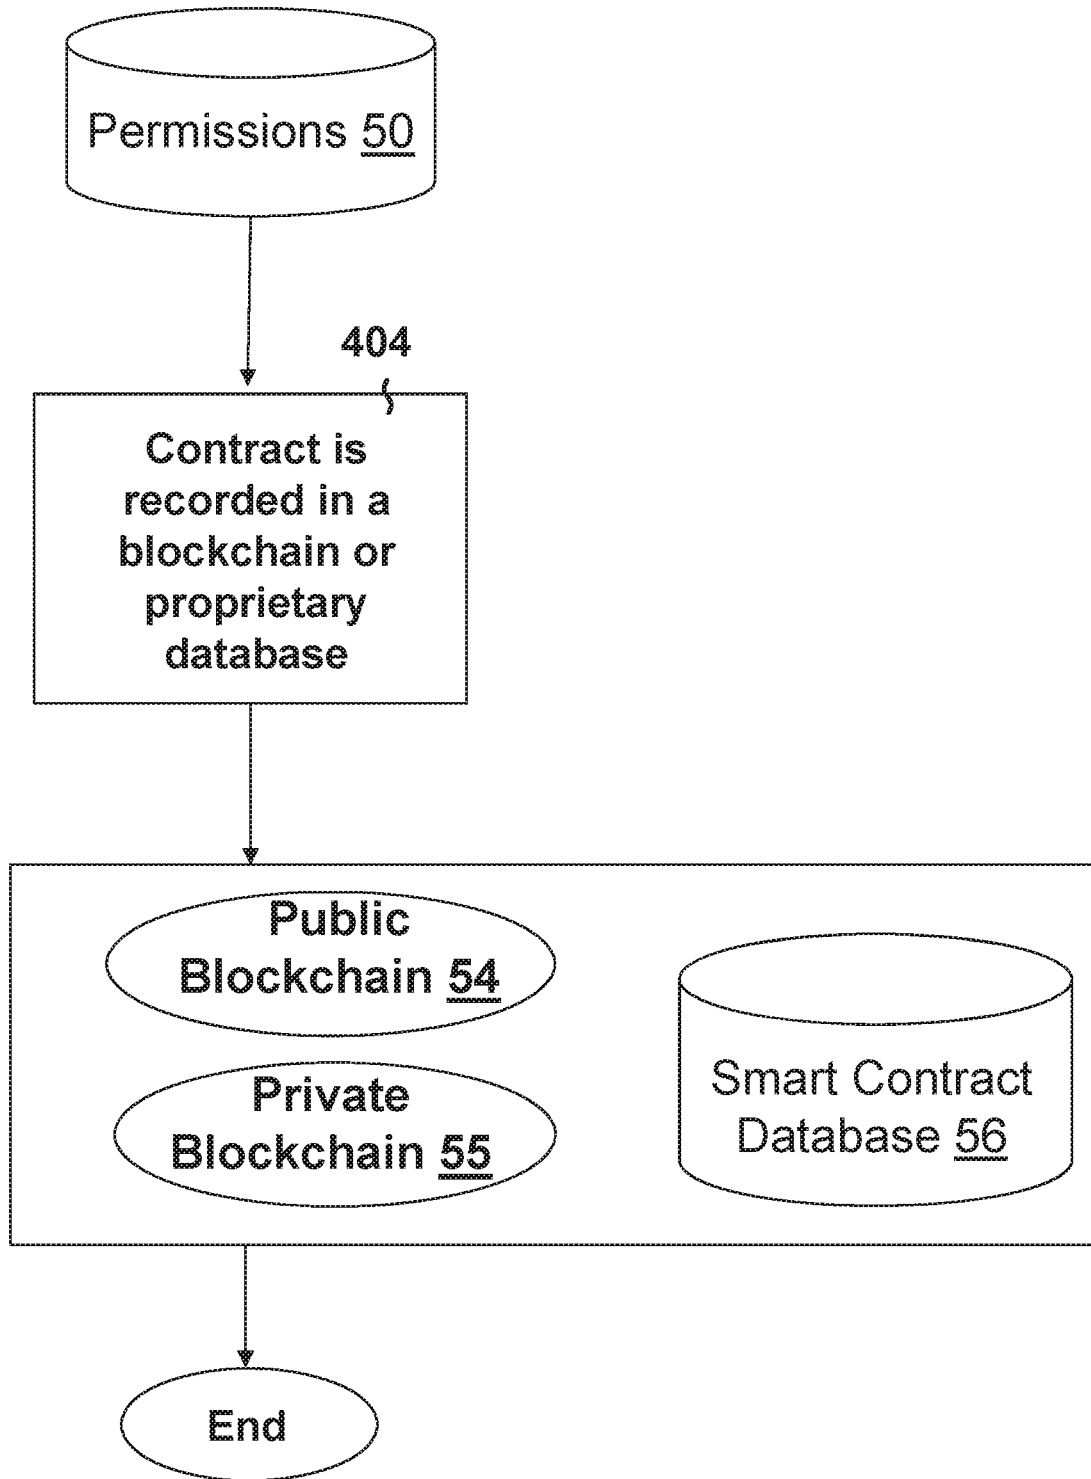 Permissions 50
404
Contract is
recorded in a
blockchain or
proprietary
database
Public
Blockchain 54
Private
Blockchain 55
Smart Contract
Database 56
End